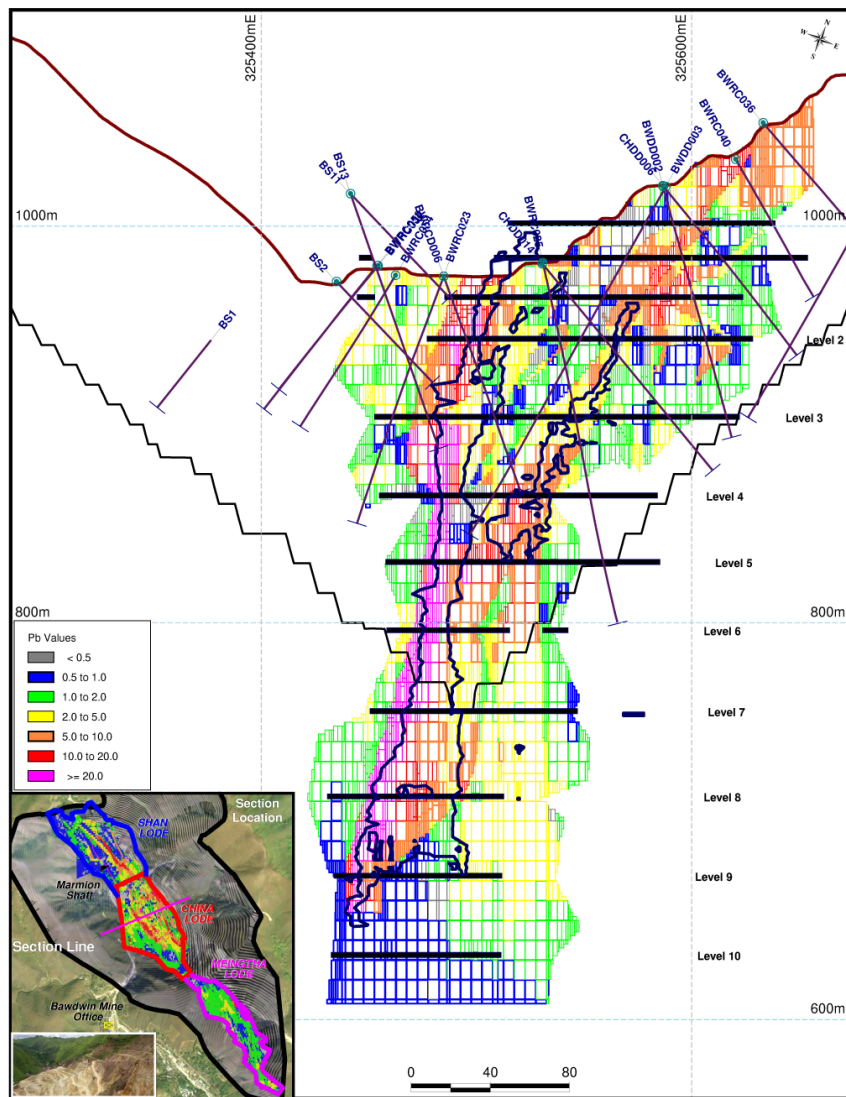 325400mE
325600mE
N
E
S
BWRC036
BWRC040
BWDD002
BWDD003
CHDD006
BS13
BS11
BWRC023
CHDD014
BS2
BS1
1000m
1000m
Level 2
Level 3
Level 4
Level 5
800m
800m
Level 6
Level 7
Level 8
Level 9
Level 10
600m
Pb Values
< 0.5
0.5 to 1.0
1.0 to 2.0
2.0 to 5.0
5.0 to 10.0
10.0 to 20.0
>= 20.0
Section
Location
SHAN
LODE
Marmion
Shaft
CHINA
LODE
Section Line
MEINGTHA
LODE
Bawdwin Mine
Office
0 40 80